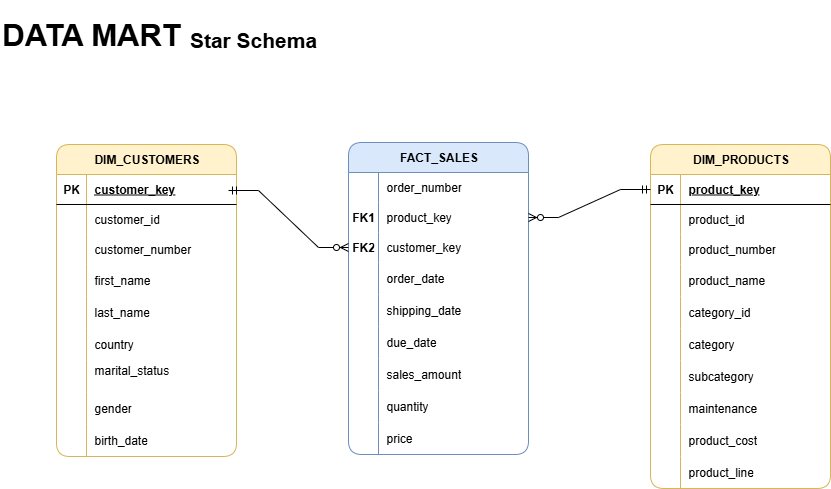 DATA MART Star Schema
DIM_CUSTOMERS
PK customer_key
customer_id
customer_number
first_name
last_name
country
marital_status
gender
birth_date
FACT_SALES
order_number
FK1 product_key
FK2 customer_key
order_date
shipping_date
due_date
sales_amount
quantity
price
DIM_PRODUCTS
PK product_key
product_id
product_number
product_name
category_id
category
subcategory
maintenance
product_cost
product_line